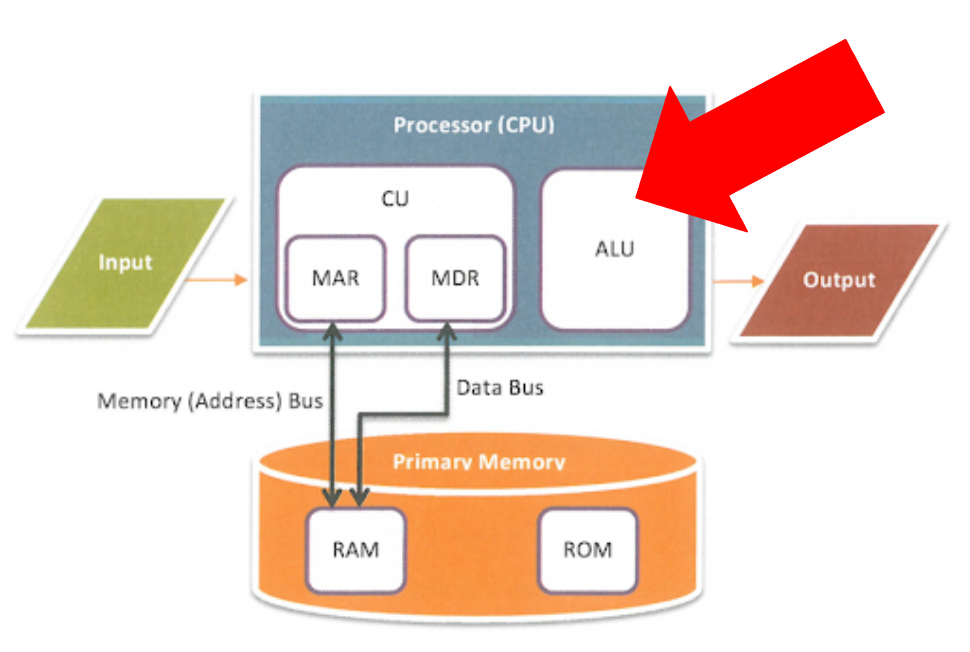 Processor (CPU)
CU
MAR
MDR
ALU
Input
Output
Memory (Address) Bus
Data Bus
Primary Memory
RAM
ROM